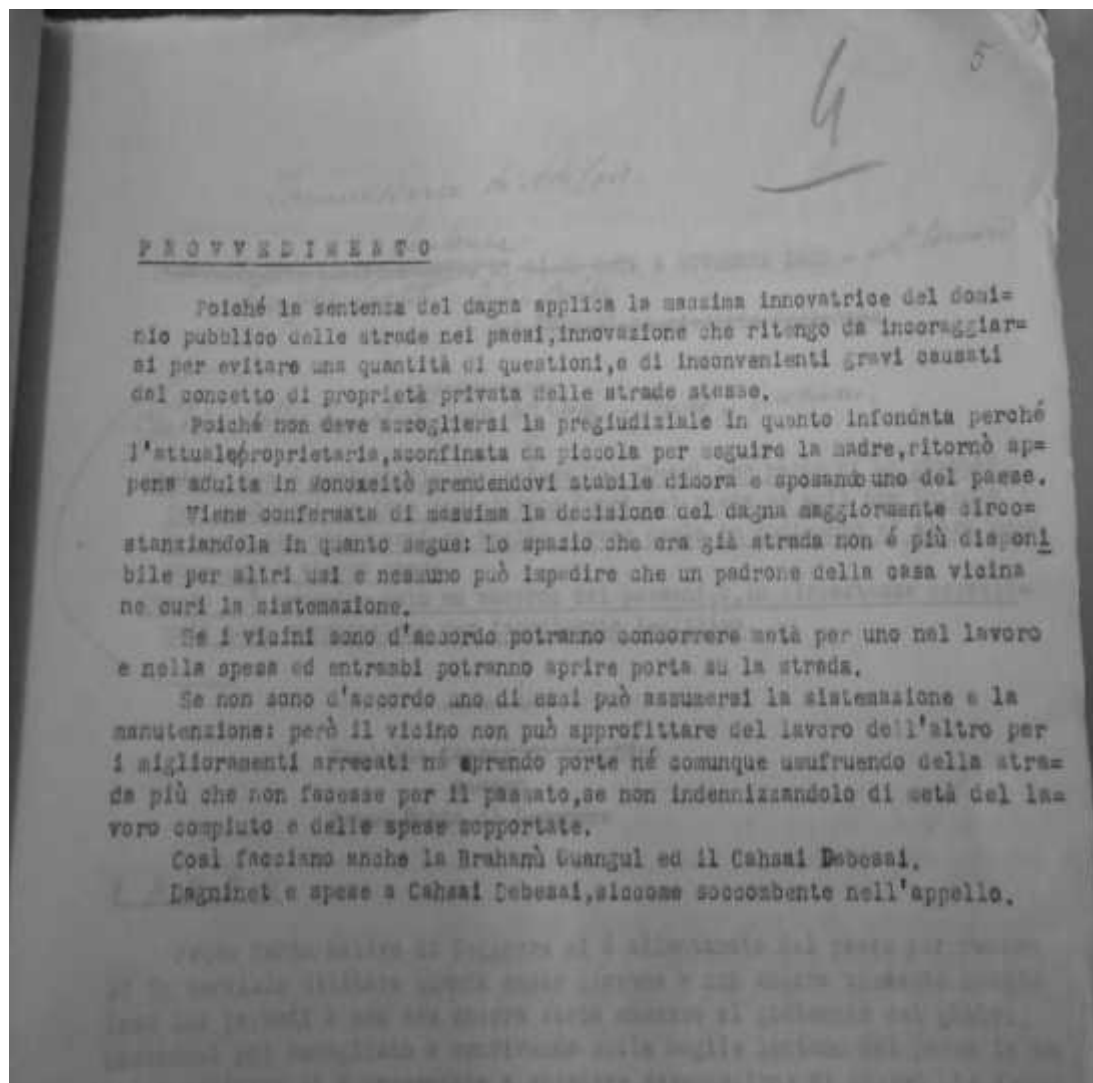 5
4
PROVVEDIMENTO
Poiché la sentenza del dagna applica la massima innovatrice del domi=
nio pubblico delle strade nei paesi,innovazione che ritengo da incoraggiar=
si per evitare una quantità di questioni,e di inconvenienti gravi causati
dal concetto di proprietà privata delle strade stesse.
Poiché non deve accogliersi la pregiudiziale in quanto infondata perché
l'attuale proprietaria,sconfinata da piccola per seguire la madre,ritornò ap=
pena adulta in prendendovi stabile dimora e sposando uno del paese.
Viene confermata di massima la decisione del dagna maggiormente circo=
stanziandola in quanto segue: Lo spazio che era già strada non é più disponi
bile per altri usi e nessuno può impedire che un padrone della casa vicina
ne curi la sistemazione.
Se i vicini sono d'accordo potranno concorrere metà per uno nel lavoro
e nella spesa ed entrambi potranno aprire porta su la strada.
Se non sono d'accordo uno di essi può assumersi la sistemazione e la
manutenzione: però il vicino non può approfittare del lavoro dell'altro per
i miglioramenti arrecati né aprendo porte né comunque usufruendo della stra=
da più che non facesse per il passato,se non indennizzandolo di metà del la=
voro compiuto e delle spese sopportate.
Così facciano anche la Brahanù Guangul ed il Cahsai Debessai.
Dagninet e spese a Cahsai Debessai,siccome soccombente nell'appello.